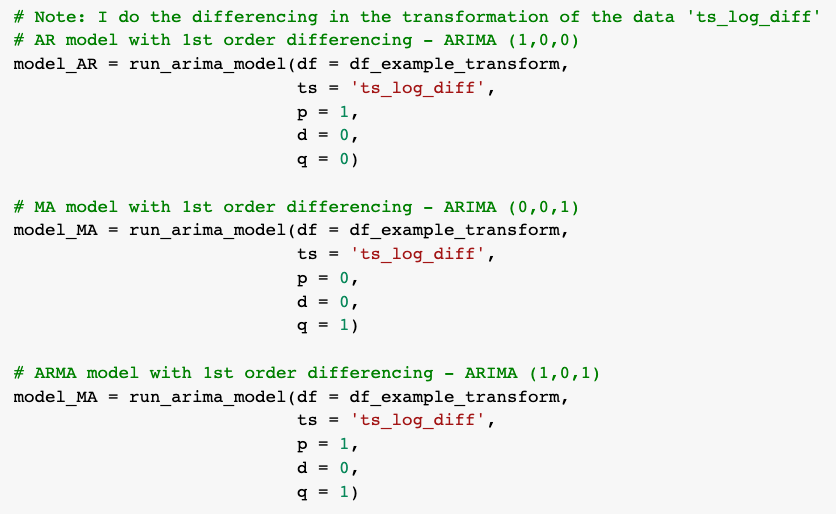 # Note: I do the differencing in the transformation of the data 'ts_log_diff'
# AR model with 1st order differencing - ARIMA (1,0,0)
model_AR = run_arima_model(df = df_example_transform,
                           ts = 'ts_log_diff',
                           p = 1,
                           d = 0,
                           q = 0)

# MA model with 1st order differencing - ARIMA (0,0,1)
model_MA = run_arima_model(df = df_example_transform,
                           ts = 'ts_log_diff',
                           p = 0,
                           d = 0,
                           q = 1)

# ARMA model with 1st order differencing - ARIMA (1,0,1)
model_MA = run_arima_model(df = df_example_transform,
                           ts = 'ts_log_diff',
                           p = 1,
                           d = 0,
                           q = 1)